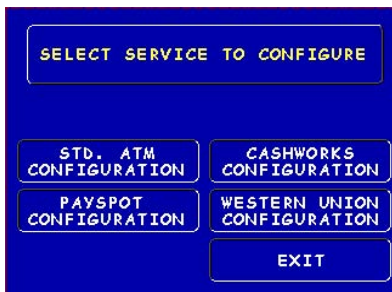 SELECT SERVICE TO CONFIGURE
STD. ATM
CONFIGURATION
CASHWORKS
CONFIGURATION
PAYSPOT
CONFIGURATION
WESTERN UNION
CONFIGURATION
EXIT